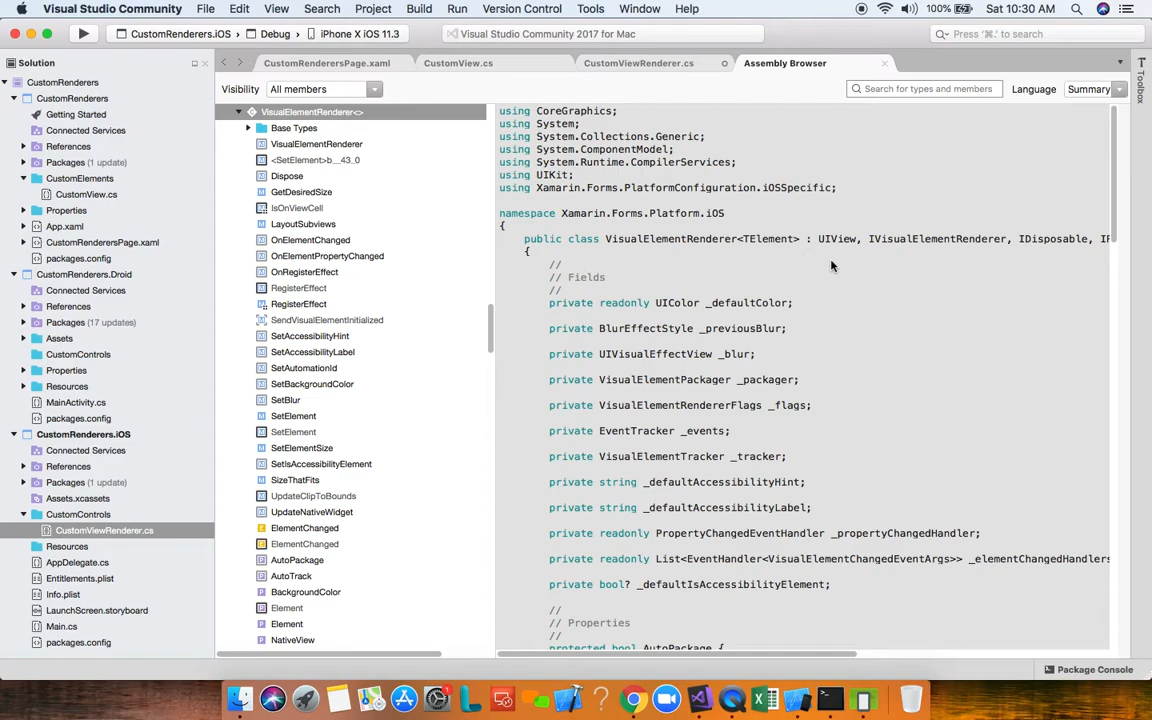 Visual Studio Community File Edit View Search Project Build Run Version Control Tools Window Help 100% Sat 10:30 AM
CustomRenderers.iOS Debug iPhone X iOS 11.3 Visual Studio Community 2017 for Mac Press '⌘.' to search
Solution
CustomRenderers
CustomRenderers
Getting Started
Connected Services
References
Packages (1 update)
CustomElements
CustomView.cs
Properties
App.xaml
CustomRenderersPage.xaml
packages.config
CustomRenderers.Droid
Connected Services
References
Packages (17 updates)
Assets
CustomControls
Properties
Resources
MainActivity.cs
packages.config
CustomRenderers.iOS
Connected Services
References
Packages (1 update)
Assets.xcassets
CustomControls
CustomViewRenderer.cs
Resources
AppDelegate.cs
Entitlements.plist
Info.plist
LaunchScreen.storyboard
Main.cs
packages.config
CustomRenderersPage.xaml CustomView.cs CustomViewRenderer.cs Assembly Browser
Visibility All members Search for types and members Language Summary
VisualElementRenderer<>
Base Types
VisualElementRenderer
<SetElement>b__43_0
Dispose
GetDesiredSize
IsOnViewCell
LayoutSubviews
OnElementChanged
OnElementPropertyChanged
OnRegisterEffect
RegisterEffect
RegisterEffect
SendVisualElementInitialized
SetAccessibilityHint
SetAccessibilityLabel
SetAutomationId
SetBackgroundColor
SetBlur
SetElement
SetElement
SetElementSize
SetIsAccessibilityElement
SizeThatFits
UpdateClipToBounds
UpdateNativeWidget
ElementChanged
ElementChanged
AutoPackage
AutoTrack
BackgroundColor
Element
Element
NativeView
using CoreGraphics;
using System;
using System.Collections.Generic;
using System.ComponentModel;
using System.Runtime.CompilerServices;
using UIKit;
using Xamarin.Forms.PlatformConfiguration.iOSSpecific;
namespace Xamarin.Forms.Platform.iOS
{
public class VisualElementRenderer<TElement> : UIView, IVisualElementRenderer, IDisposable,
{
//
// Fields
//
private readonly UIColor _defaultColor;
private BlurEffectStyle _previousBlur;
private UIVisualEffectView _blur;
private VisualElementPackager _packager;
private VisualElementRendererFlags _flags;
private EventTracker _events;
private VisualElementTracker _tracker;
private string _defaultAccessibilityHint;
private string _defaultAccessibilityLabel;
private readonly PropertyChangedEventHandler _propertyChangedHandler;
private readonly List<EventHandler<VisualElementChangedEventArgs>> _elementChangedHandlers
private bool? _defaultIsAccessibilityElement;
//
// Properties
//
protected bool AutoPackage {
Toolbox
Package Console